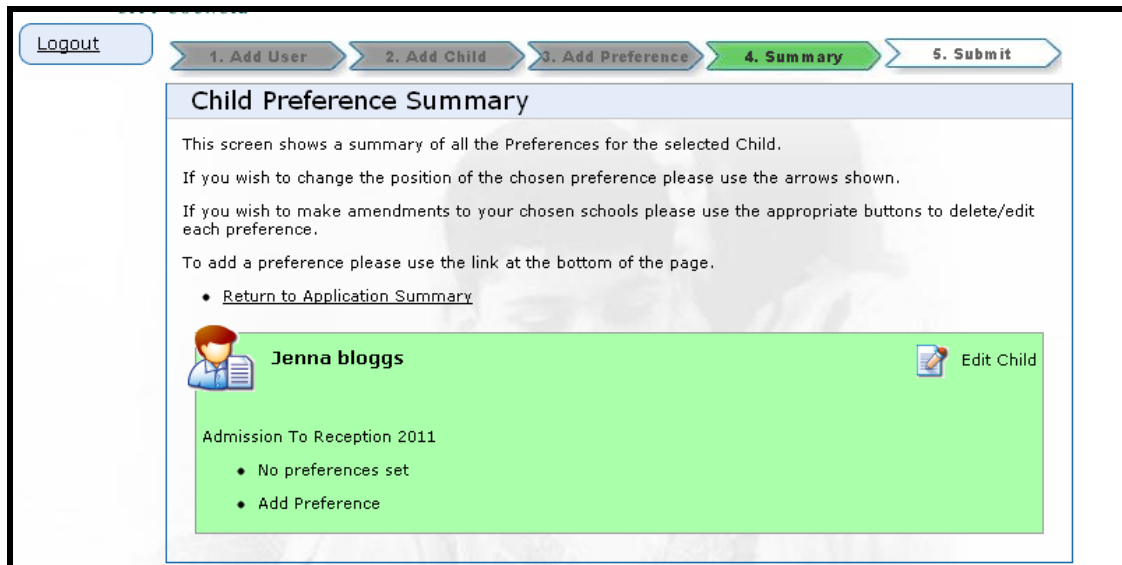 Logout
1. Add User
2. Add Child
3. Add Preference
4. Summary
5. Submit
Child Preference Summary
This screen shows a summary of all the Preferences for the selected Child.
If you wish to change the position of the chosen preference please use the arrows shown.
If you wish to make amendments to your chosen schools please use the appropriate buttons to delete/edit
each preference.
To add a preference please use the link at the bottom of the page.
• Return to Application Summary
Jenna bloggs
Edit Child
Admission To Reception 2011
• No preferences set
• Add Preference